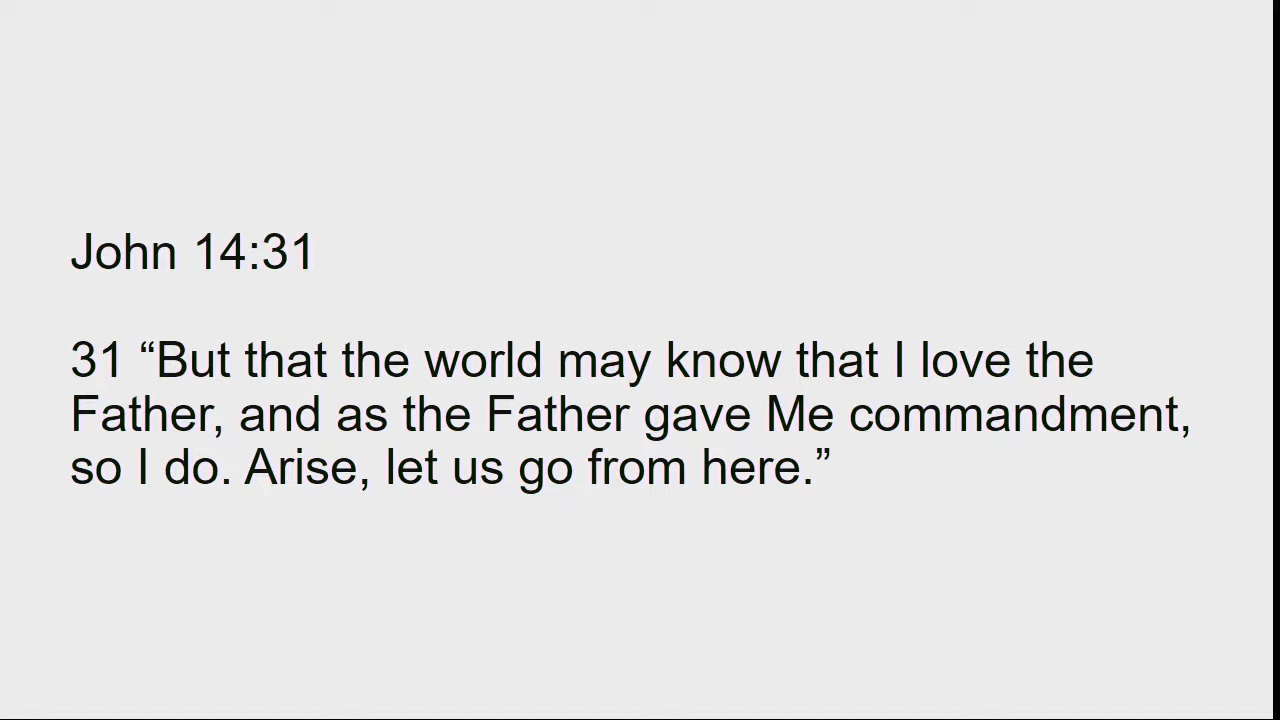 John 14:31
31 “But that the world may know that I love the
Father, and as the Father gave Me commandment,
so I do. Arise, let us go from here.”